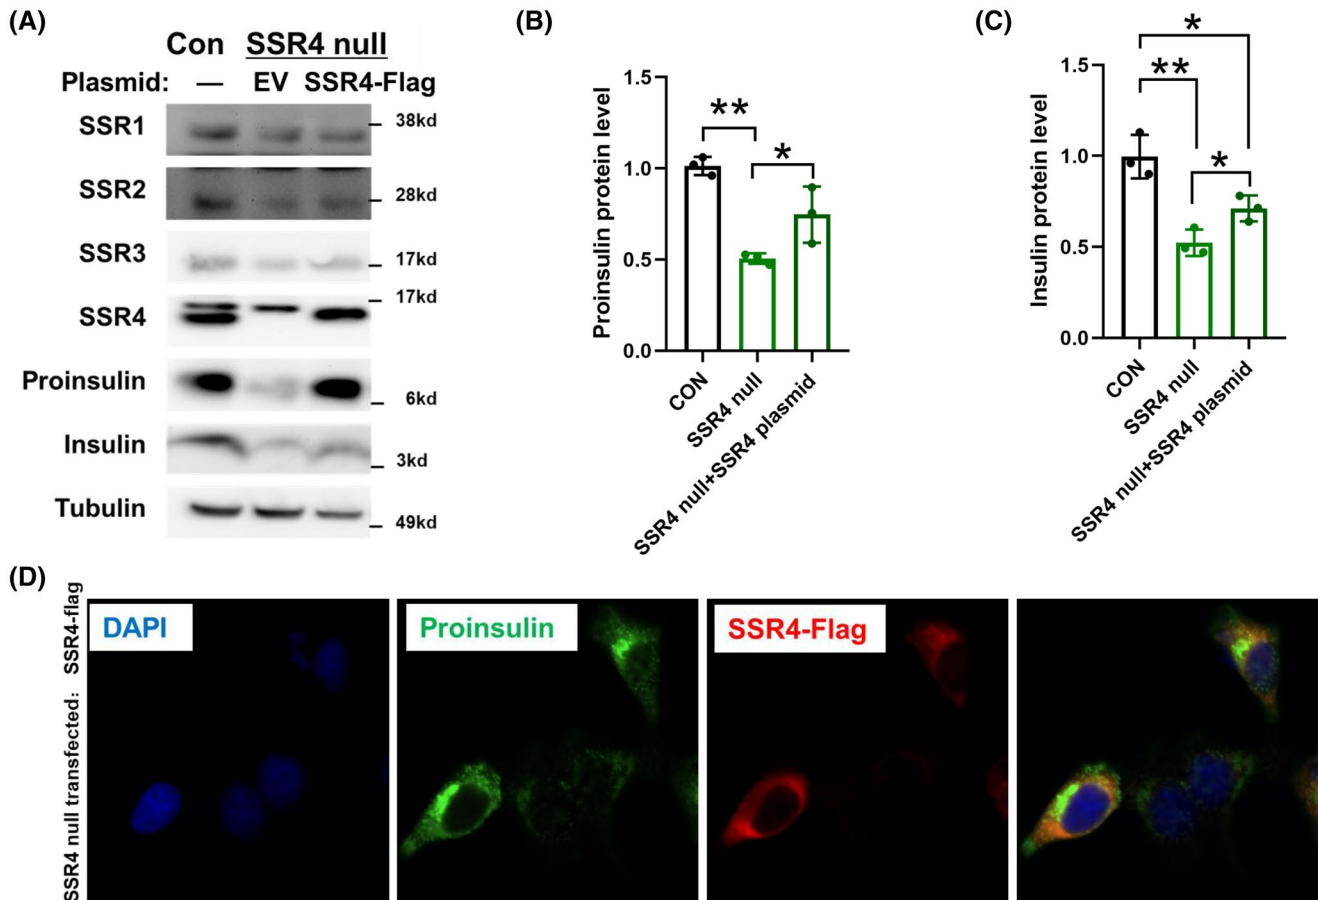 (A)
Con SSR4 null
Plasmid: — EV SSR4-Flag
SSR1 38kd
SSR2 28kd
SSR3 17kd
SSR4 17kd
Proinsulin 6kd
Insulin 3kd
Tubulin 49kd
(B)
Proinsulin protein level
1.5
1.0
0.5
0.0
**
*
CON
SSR4 null
SSR4 null+SSR4 plasmid
(C)
Insulin protein level
1.5
1.0
0.5
0.0
*
**
*
CON
SSR4 null
SSR4 null+SSR4 plasmid
(D)
SSR4 null transfected: SSR4-flag
DAPI
Proinsulin
SSR4-Flag